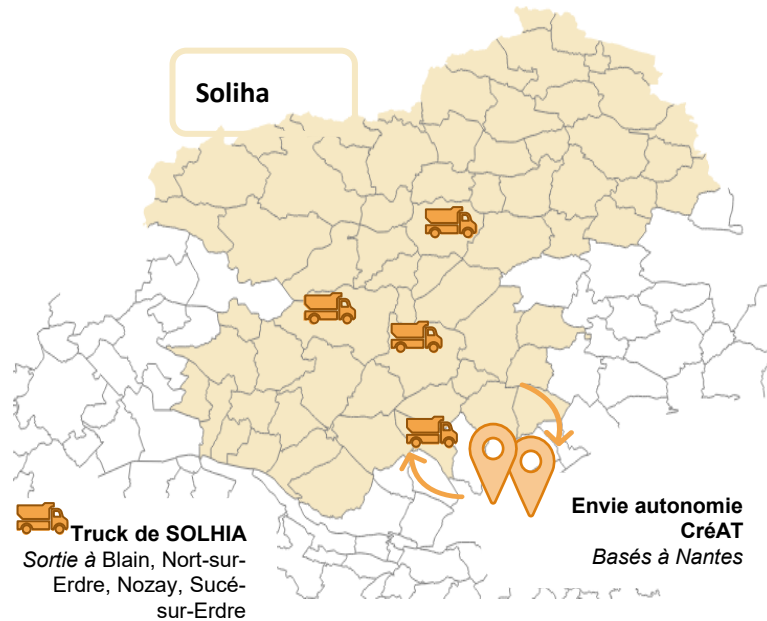 Soliha
Truck de SOLHIA
Sortie à Blain, Nort-sur-
Erdre, Nozay, Sucé-
sur-Erdre
Envie autonomie
CréAT
Basés à Nantes